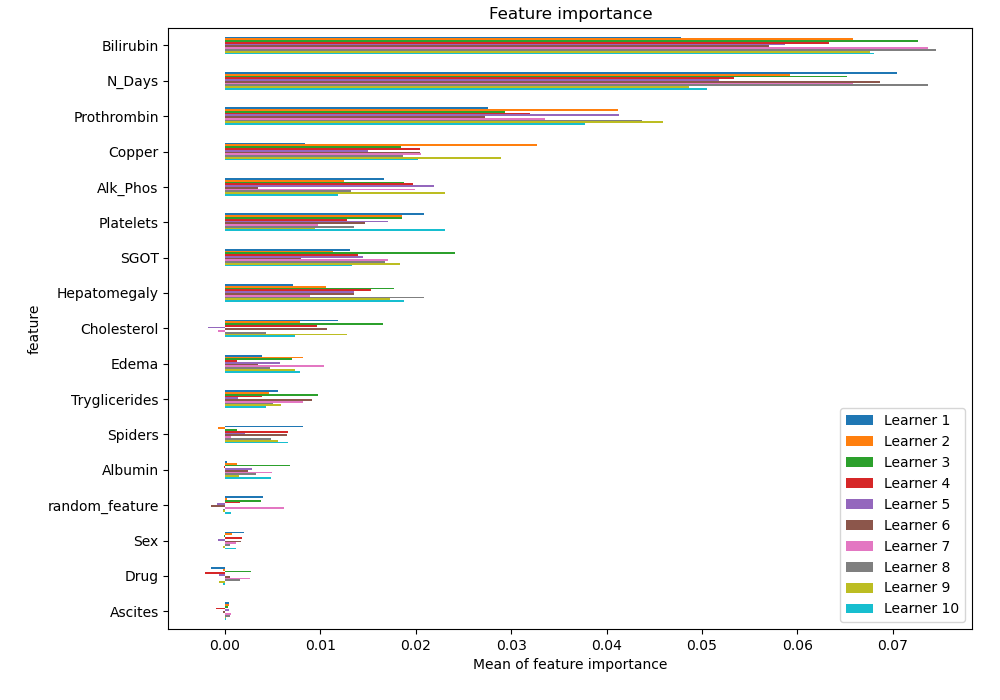 Feature importance
Bilirubin
N_Days
Prothrombin
Copper
Alk_Phos
Platelets
SGOT
Hepatomegaly
Cholesterol
Edema
Tryglicerides
Spiders
Albumin
random_feature
Sex
Drug
Ascites
feature
Learner 1
Learner 2
Learner 3
Learner 4
Learner 5
Learner 6
Learner 7
Learner 8
Learner 9
Learner 10
0.00 0.01 0.02 0.03 0.04 0.05 0.06 0.07
Mean of feature importance